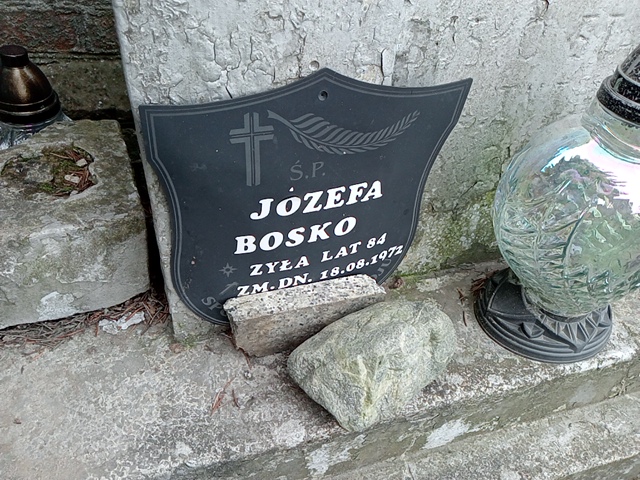 Ś.P.
JÓZEFA
BOSKO
ŻYŁA LAT 84
ZM. DN. 18.08.1972